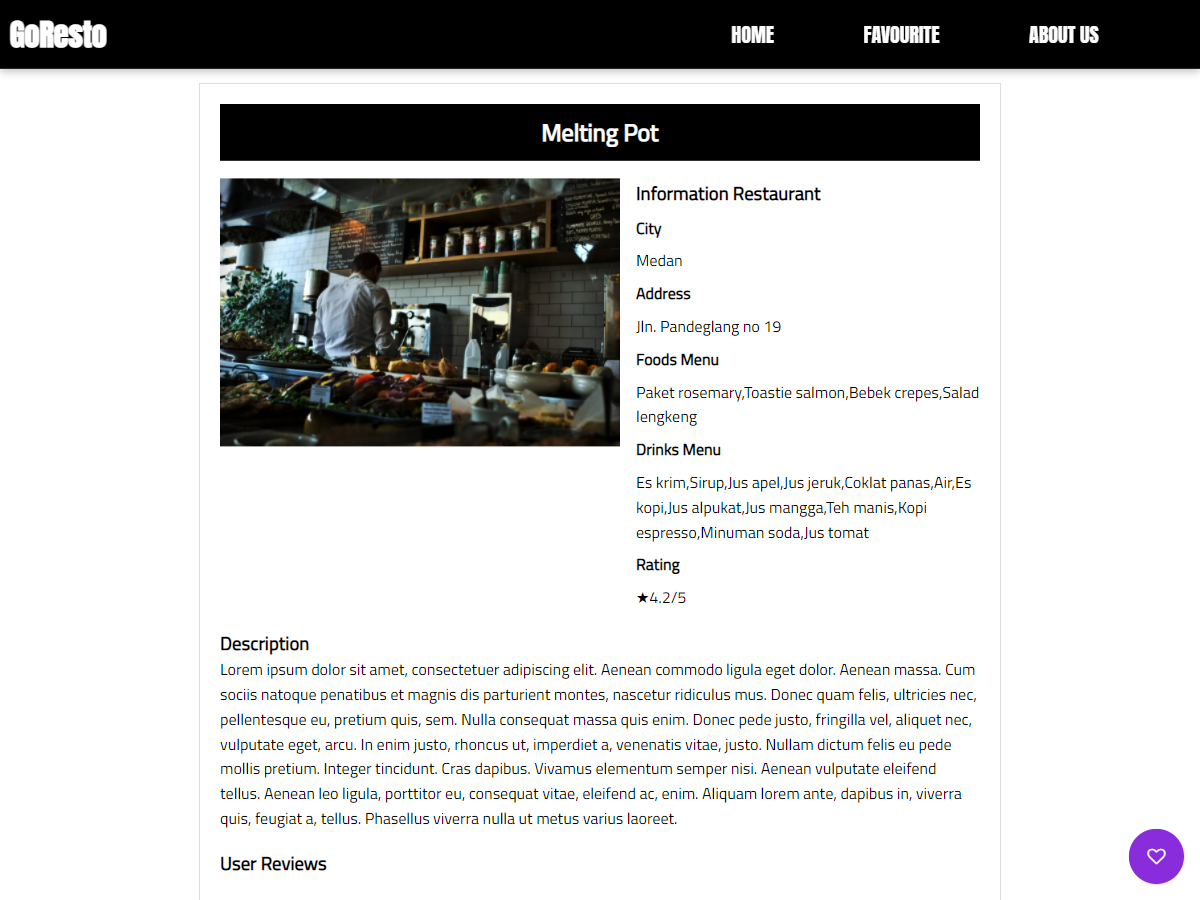 GoResto
HOME
FAVOURITE
ABOUT US
Melting Pot
Information Restaurant
City
Medan
Address
Jln. Pandeglang no 19
Foods Menu
Paket rosemary,Toastie salmon,Bebek crepes,Salad
lengkeng
Drinks Menu
Es krim,Sirup,Jus apel,Jus jeruk,Coklat panas,Air,Es
kopi,Jus alpukat,Jus mangga,Teh manis,Kopi
espresso,Minuman soda,Jus tomat
Rating
★4.2/5
Description
Lorem ipsum dolor sit amet, consectetuer adipiscing elit. Aenean commodo ligula eget dolor. Aenean massa. Cum
sociis natoque penatibus et magnis dis parturient montes, nascetur ridiculus mus. Donec quam felis, ultricies nec,
pellentesque eu, pretium quis, sem. Nulla consequat massa quis enim. Donec pede justo, fringilla vel, aliquet nec,
vulputate eget, arcu. In enim justo, rhoncus ut, imperdiet a, venenatis vitae, justo. Nullam dictum felis eu pede
mollis pretium. Integer tincidunt. Cras dapibus. Vivamus elementum semper nisi. Aenean vulputate eleifend
tellus. Aenean leo ligula, porttitor eu, consequat vitae, eleifend ac, enim. Aliquam lorem ante, dapibus in, viverra
quis, feugiat a, tellus. Phasellus viverra nulla ut metus varius laoreet.
User Reviews